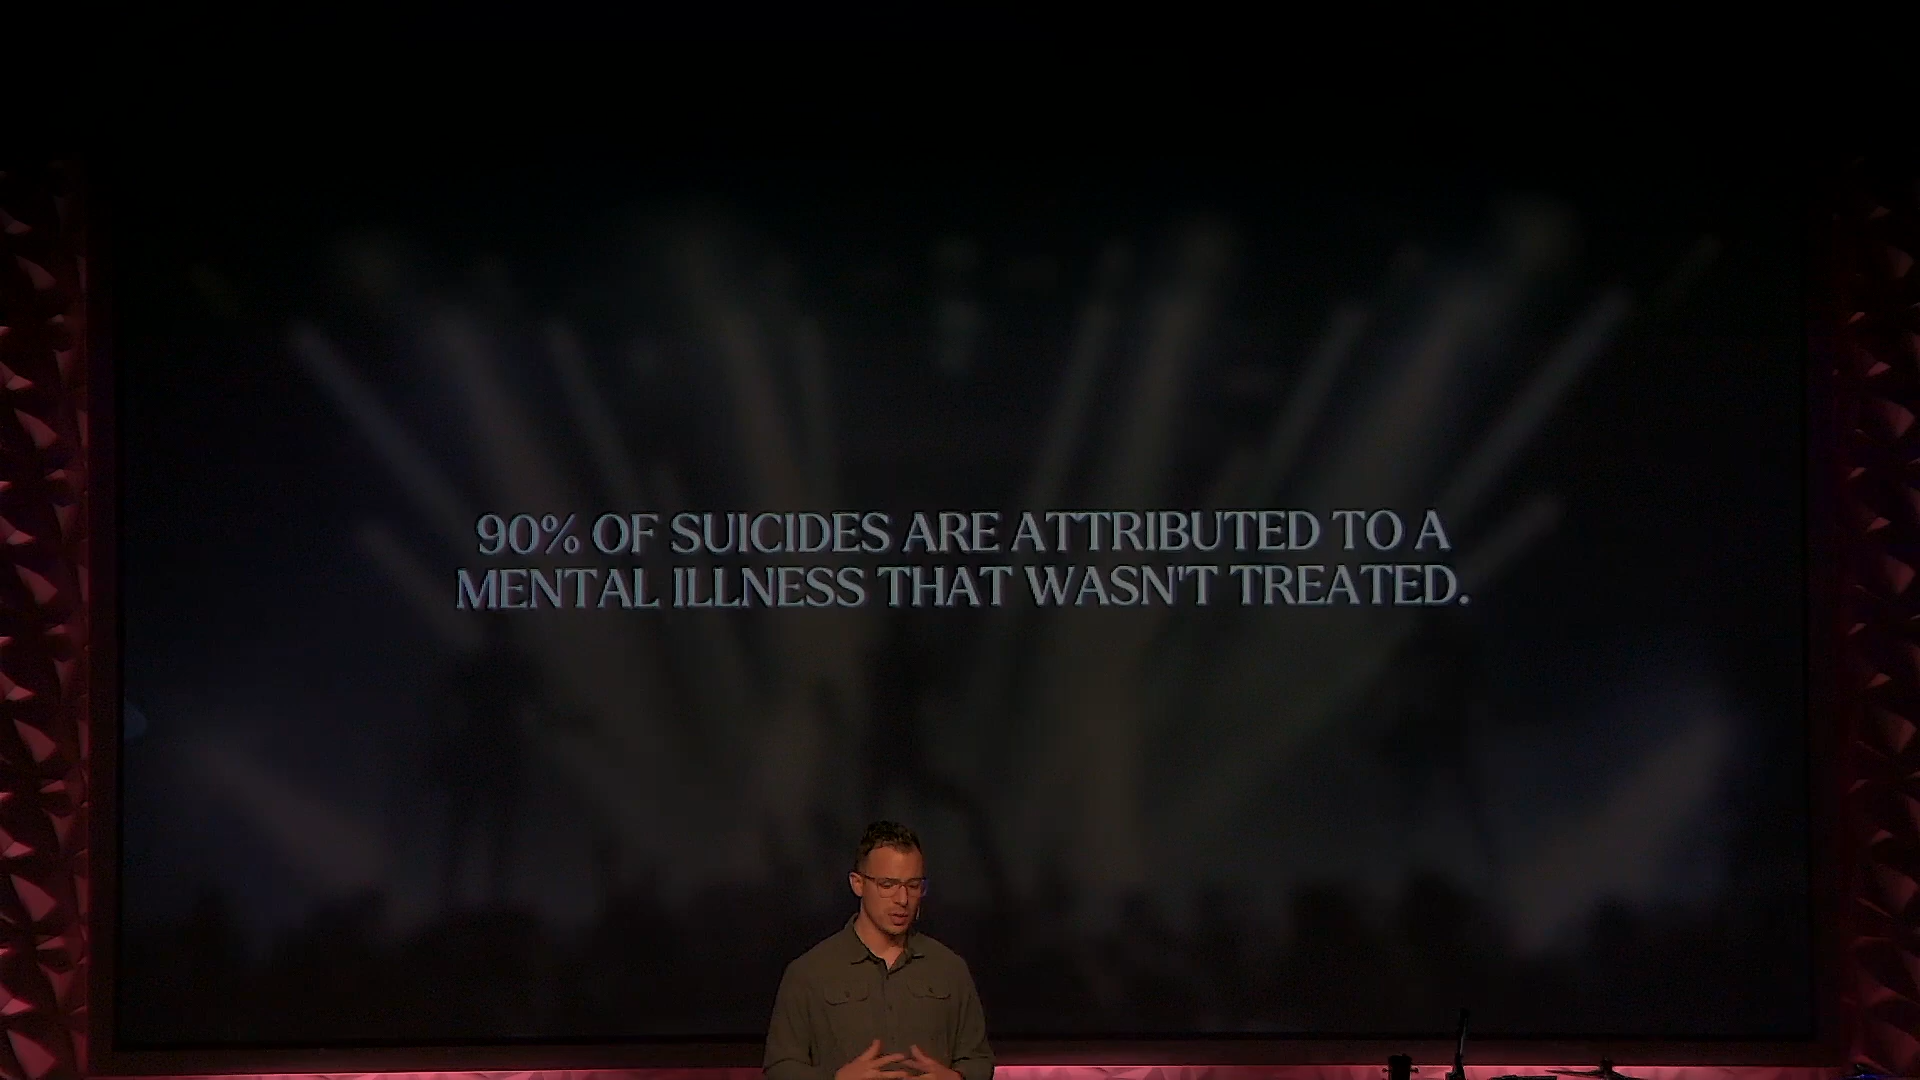 90% OF SUICIDES ARE ATTRIBUTED TO A
MENTAL ILLNESS THAT WASN'T TREATED.